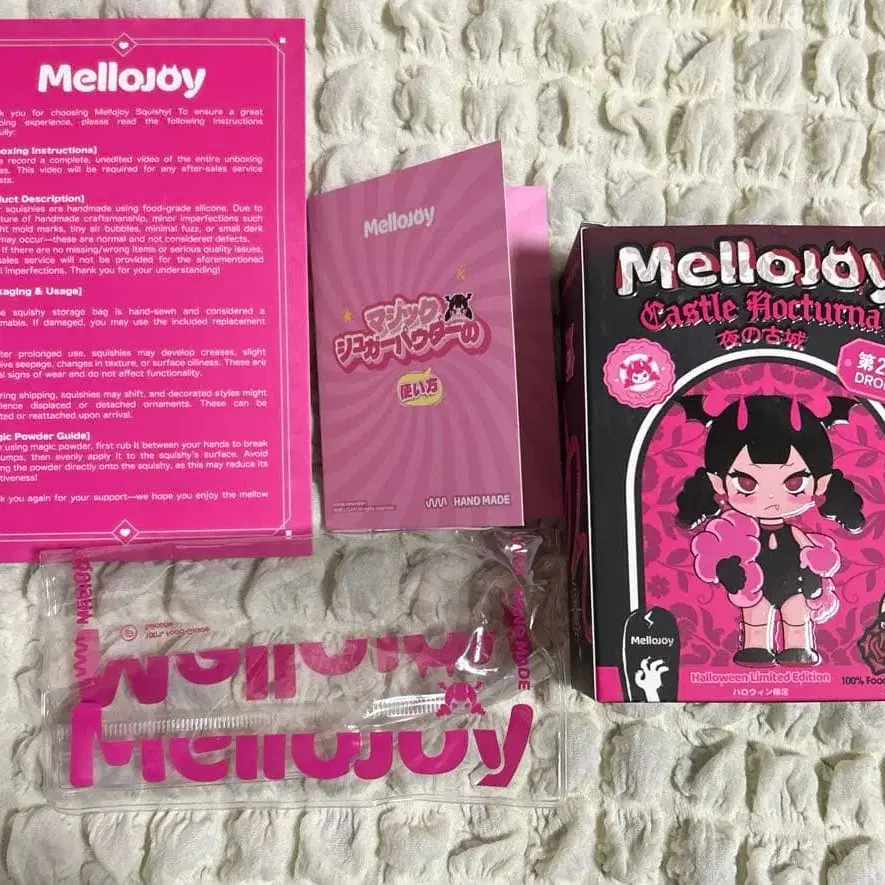 Mellojoy
k you for choosing Mellojoy Squishy! To ensure a great
ing experience, please read the following instructions
ully:
oxing Instructions]
e record a complete, unedited video of the entire unboxing
ss. This video will be required for any after-sales service
sts.
duct Description]
r squishies are handmade using food-grade silicone. Due to
ture of handmade craftsmanship, minor imperfections such
ht mold marks, tiny air bubbles, minimal fuzz, or small dark
may occur—these are normal and not considered defects.
If there are no missing/wrong items or serious quality issues,
sales service will not be provided for the aforementioned
l imperfections. Thank you for your understanding!
kaging & Usage]
e squishy storage bag is hand-sewn and considered a
mable. If damaged, you may use the included replacement
ter prolonged use, squishies may develop creases, slight
ive seepage, changes in texture, or surface oiliness. These are
al signs of wear and do not affect functionality.
ring shipping, squishies may shift, and decorated styles might
ience displaced or detached ornaments. These can be
ted or reattached upon arrival.
gic Powder Guide]
n using magic powder, first rub it between your hands to break
umps, then evenly apply it to the squishy's surface. Avoid
ng the powder directly onto the squishy, as this may reduce its
tiveness!
k you again for your support—we hope you enjoy the mellow
Mellojoy
マジック
シュガーパウダーの
使い方
HAND MADE
Mellojoy
Castle Nocturna
夜の古城
第2
DRO
Mellojoy
Halloween Limited Edition
ハロウィン限定
100% Food
100% Food Grade
Mellojoy
Mellojoy